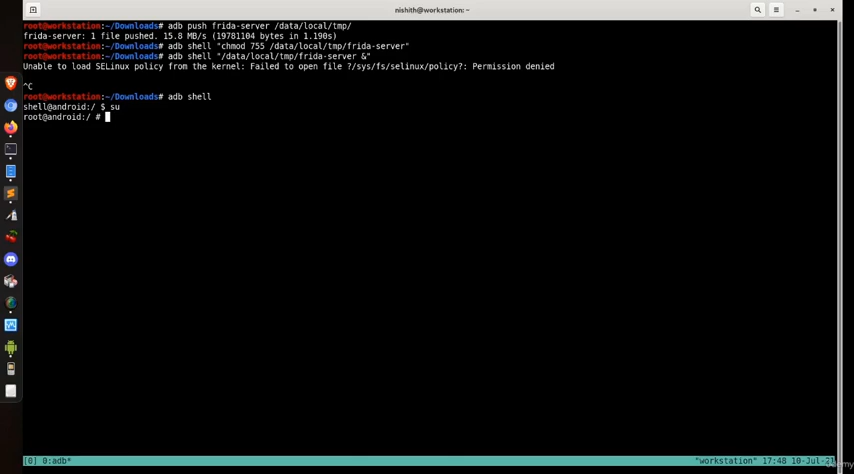 nishith@workstation: ~
root@workstation:~/Downloads# adb push frida-server /data/local/tmp/
frida-server: 1 file pushed. 15.8 MB/s (19781104 bytes in 1.190s)
root@workstation:~/Downloads# adb shell "chmod 755 /data/local/tmp/frida-server"
root@workstation:~/Downloads# adb shell "/data/local/tmp/frida-server &"
Unable to load SELinux policy from the kernel: Failed to open file ?/sys/fs/selinux/policy?: Permission denied
^C
root@workstation:~/Downloads# adb shell
shell@android:/ $ su
root@android:/ #
[0] 0:adb* "workstation" 17:48 10-Jul-21